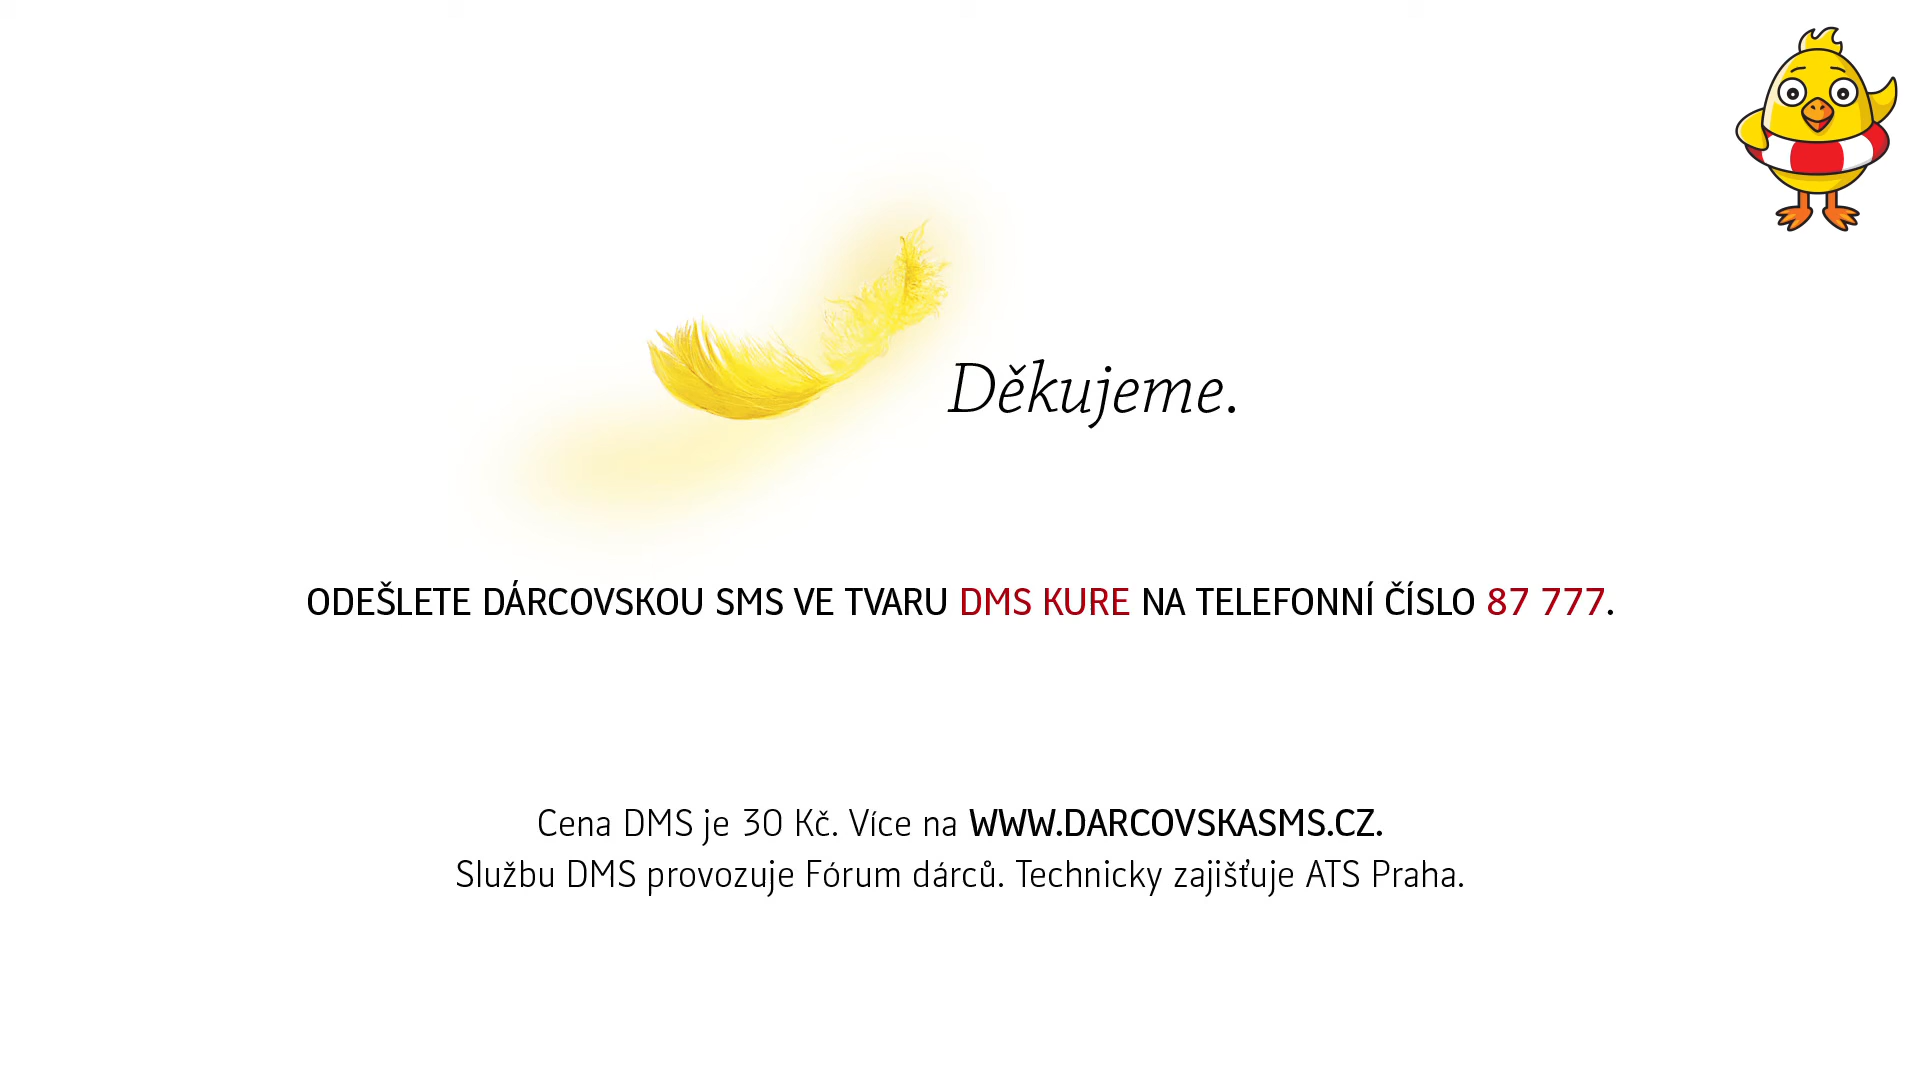 Děkujeme.
ODEŠLETE DÁRCOVSKOU SMS VE TVARU DMS KURE NA TELEFONNÍ ČÍSLO 87 777.
Cena DMS je 30 Kč. Více na WWW.DARCOVSKASMS.CZ.
Službu DMS provozuje Fórum dárců. Technicky zajišťuje ATS Praha.